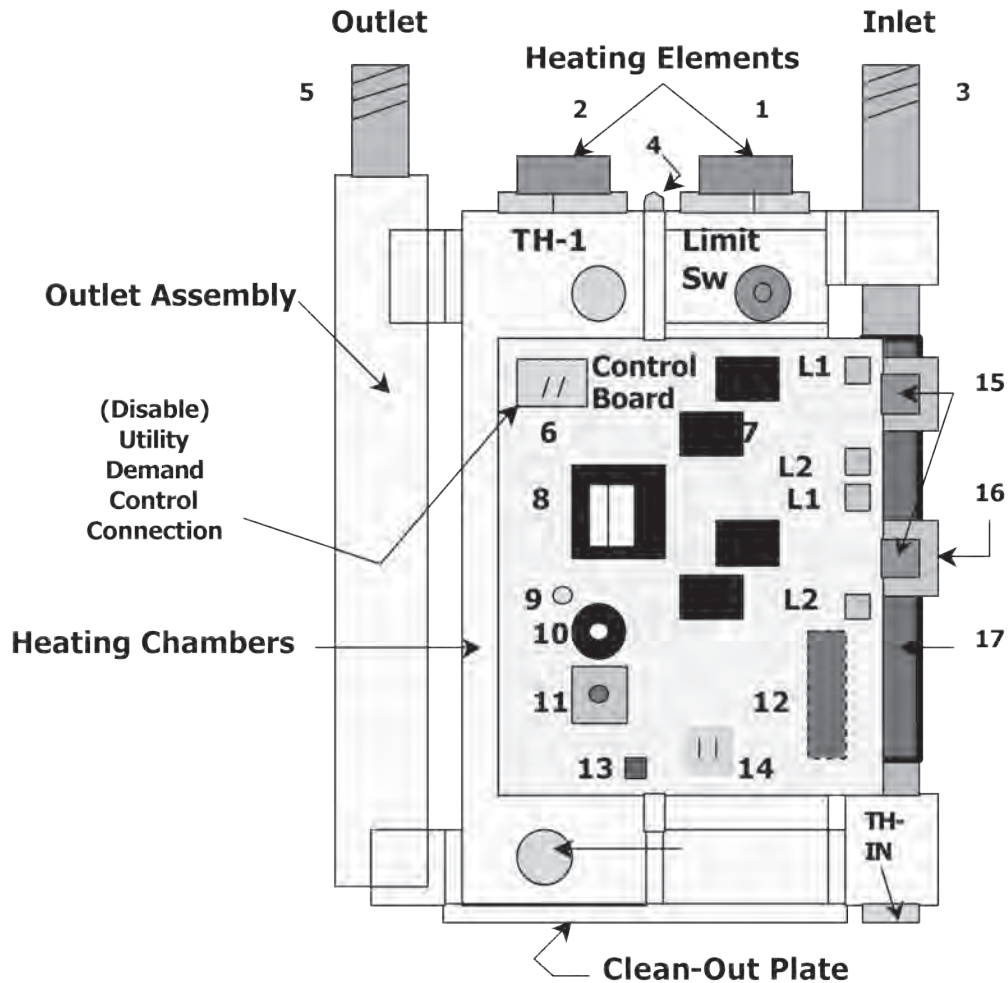 Outlet
Inlet
Heating Elements
5
2
1
3
4
TH-1
Limit
Sw
Outlet Assembly
Control
Board
L1
15
(Disable)
Utility
Demand
Control
Connection
6
7
L2
8
L1
16
9
L2
10
Heating Chambers
17
11
12
13
14
TH-
IN
Clean-Out Plate